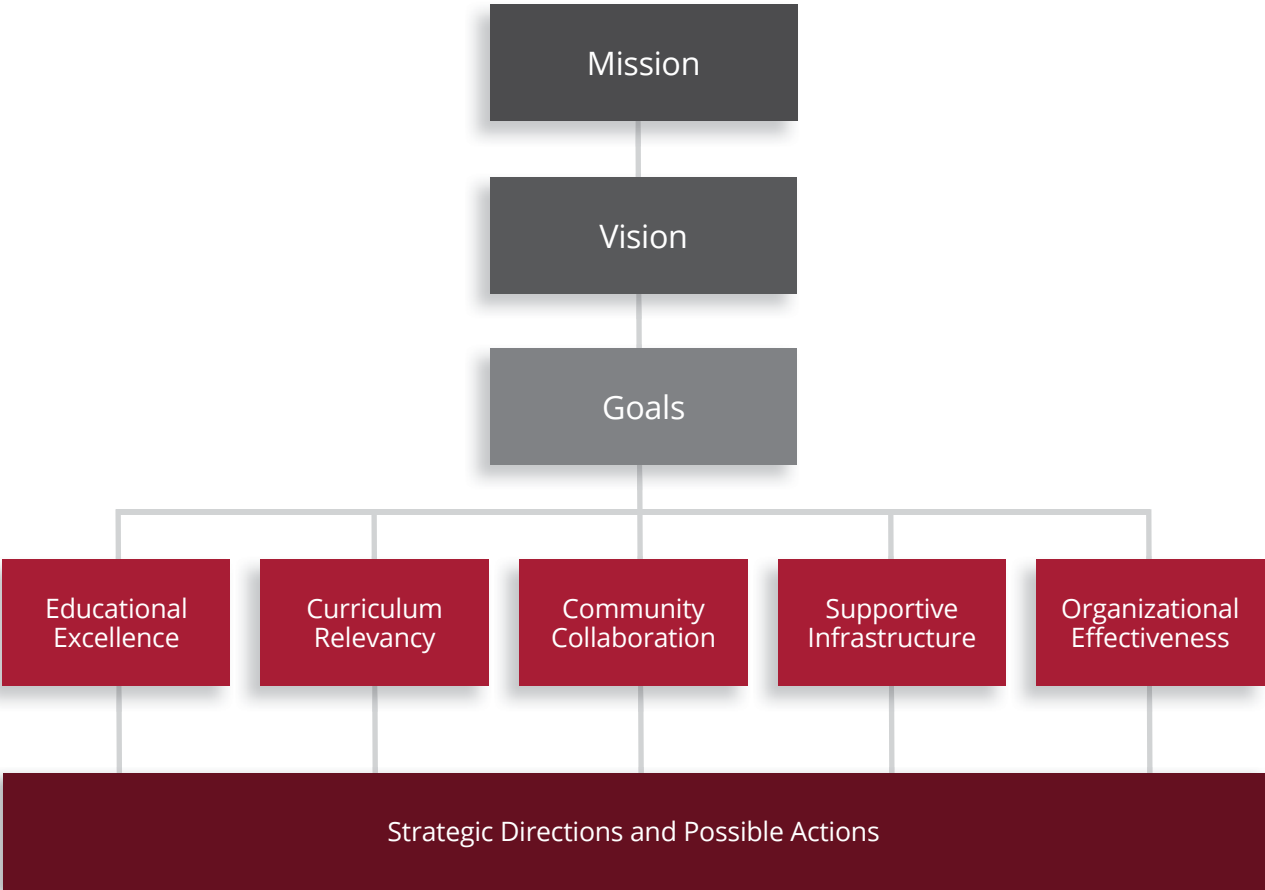 Mission
Vision
Goals
Educational
Excellence
Curriculum
Relevancy
Community
Collaboration
Supportive
Infrastructure
Organizational
Effectiveness
Strategic Directions and Possible Actions